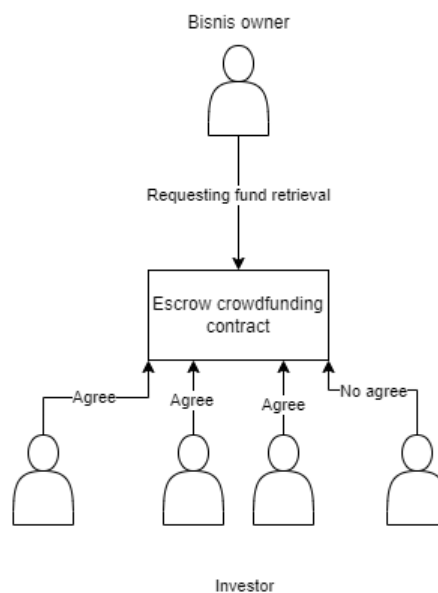 Bisnis owner
Requesting fund retrieval
Escrow crowdfunding
contract
Agree
Agree
Agree
No agree
Investor